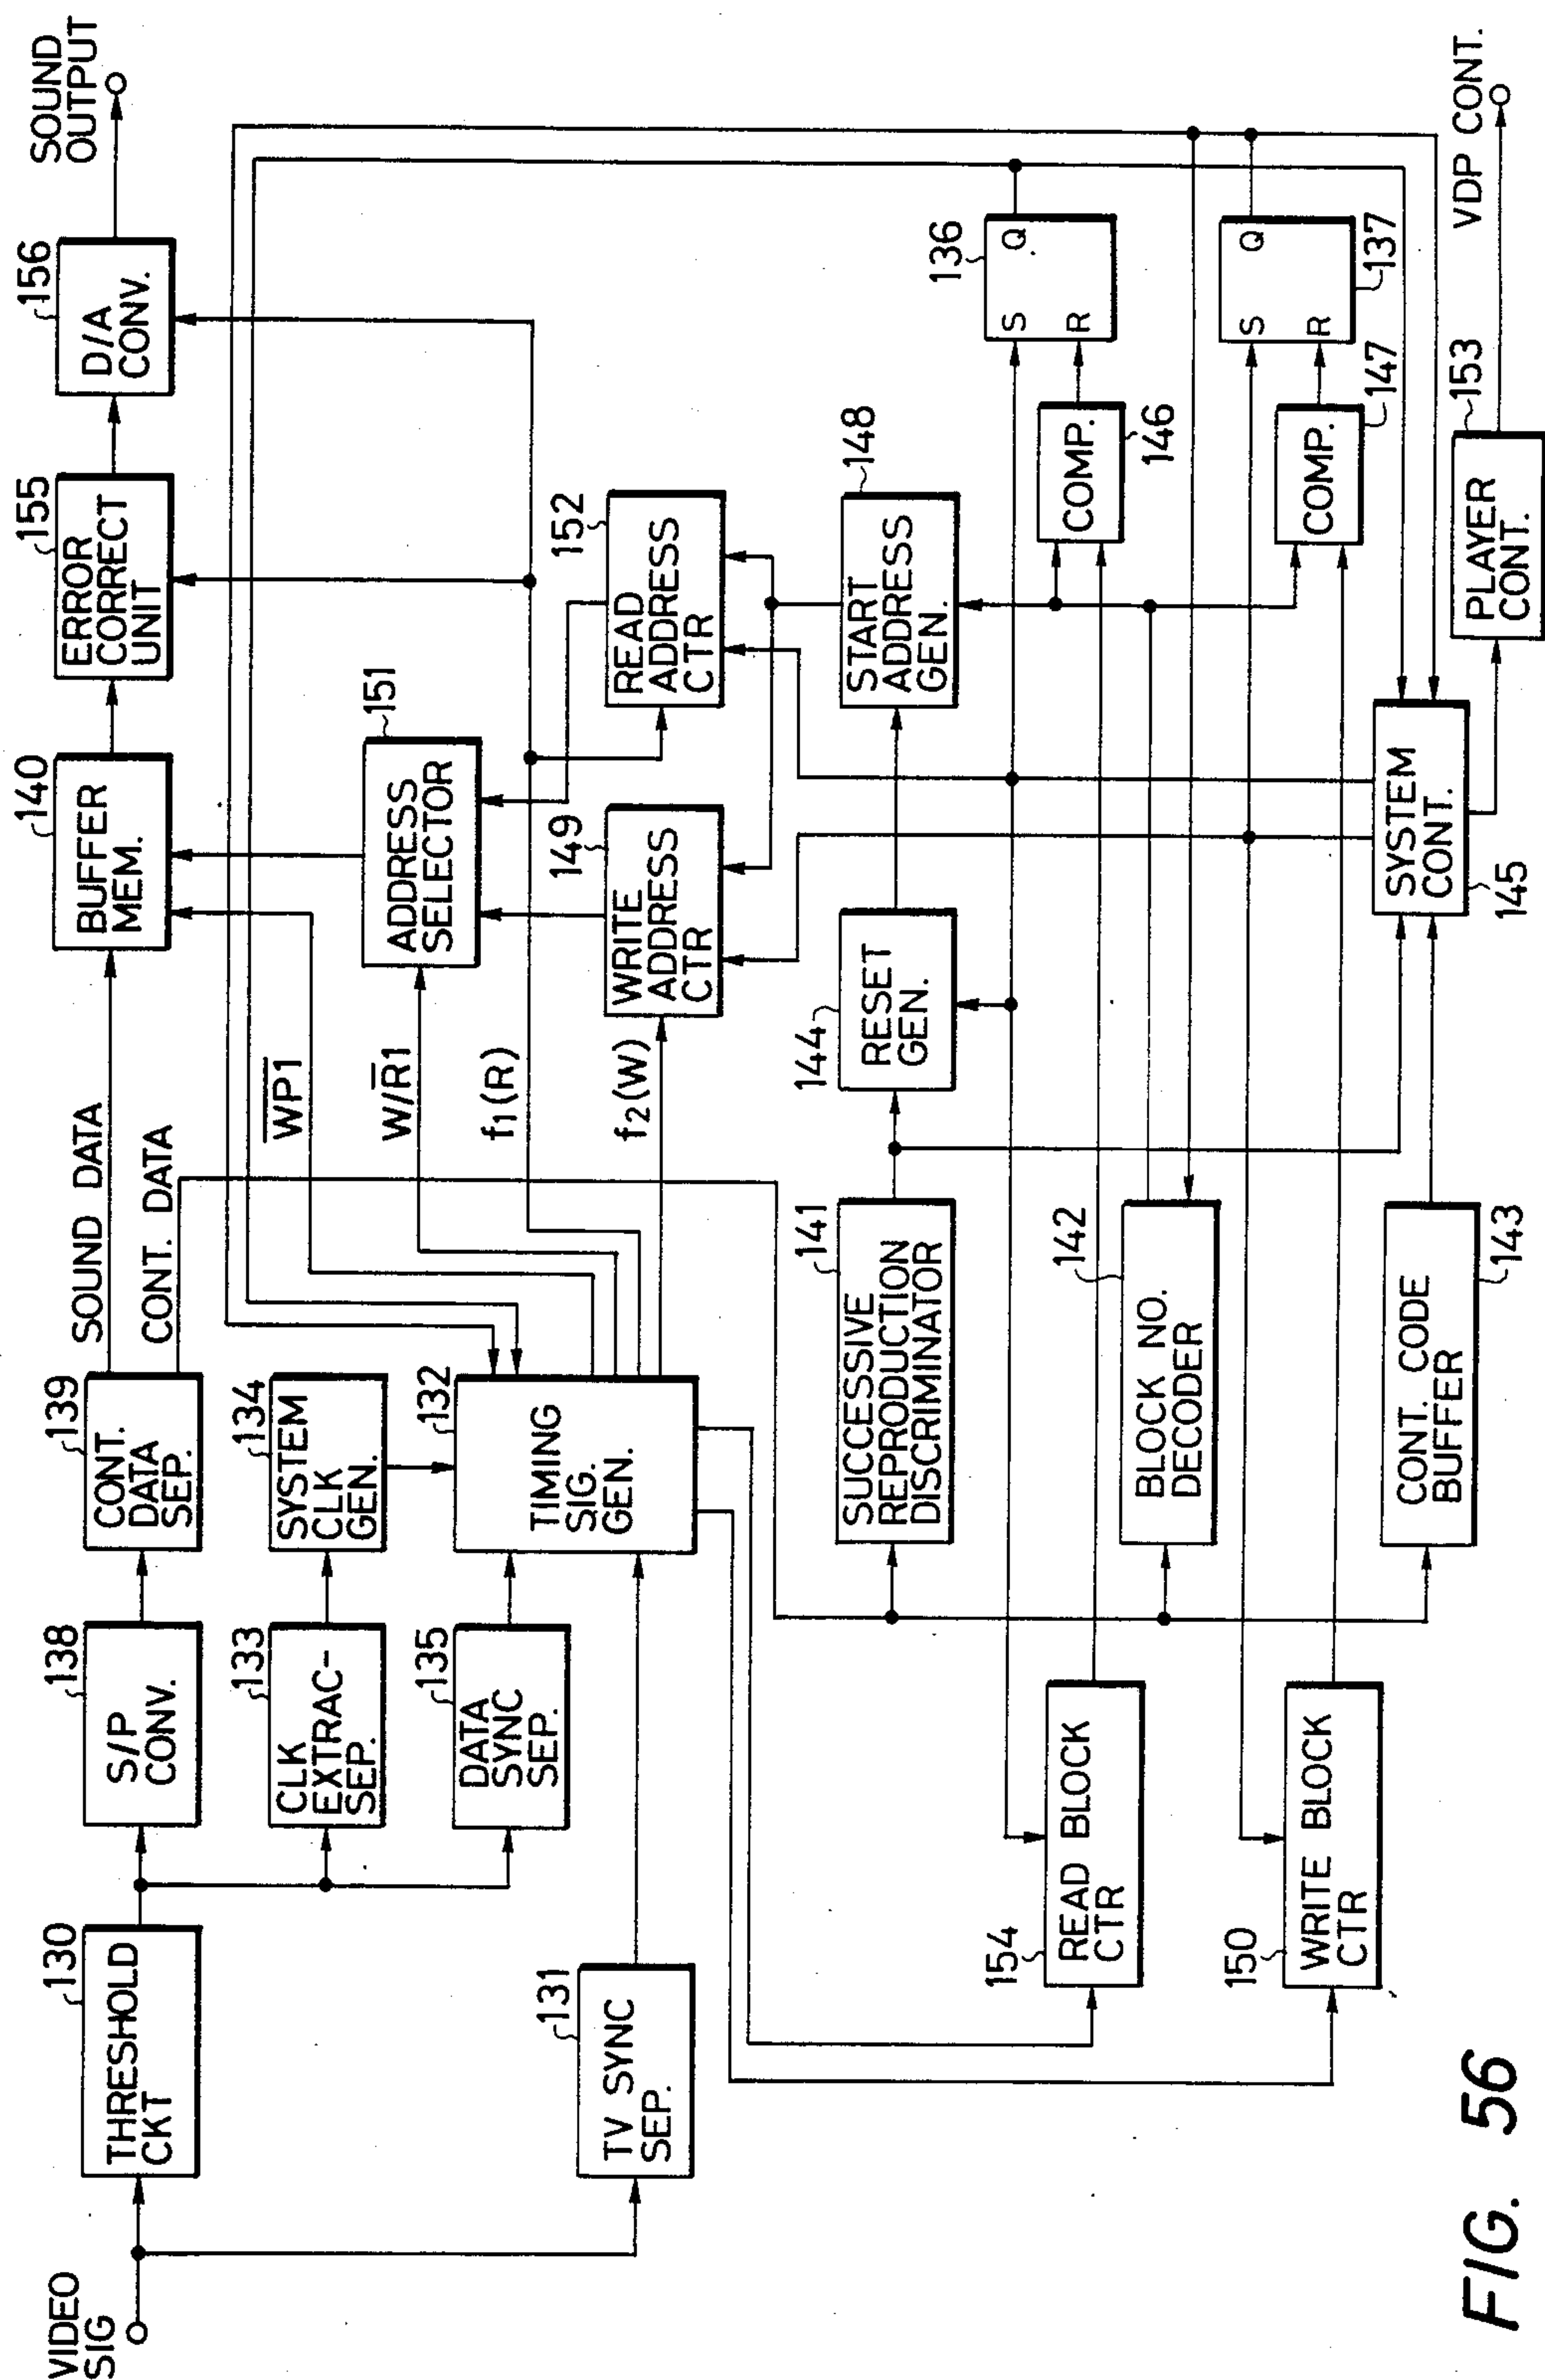 VIDEO
SIG
130
THRESHOLD
CKT
131
TV SYNC
SEP.
138
S/P
CONV.
133
CLK
EXTRAC-
SEP.
135
DATA
SYNC
SEP.
139
CONT.
DATA
SEP.
134
SYSTEM
CLK
GEN.
132
TIMING
SIG.
GEN.
SOUND DATA
CONT. DATA
W̅P̅1̅
W/R̅1
f₁(R)
f₂(W)
140
BUFFER
MEM.
155
ERROR
CORRECT
UNIT
156
D/A
CONV.
SOUND
OUTPUT
151
ADDRESS
SELECTOR
149
WRITE
ADDRESS
CTR
152
READ
ADDRESS
CTR
141
SUCCESSIVE
REPRODUCTION
DISCRIMINATOR
144
RESET
GEN.
148
START
ADDRESS
GEN.
142
BLOCK NO.
DECODER
143
CONT. CODE
BUFFER
154
READ BLOCK
CTR
150
WRITE BLOCK
CTR
COMP.
146
136
S
Q
R
COMP.
147
S
Q
R
137
SYSTEM
CONT.
145
153
PLAYER
CONT.
VDP CONT.
FIG. 56